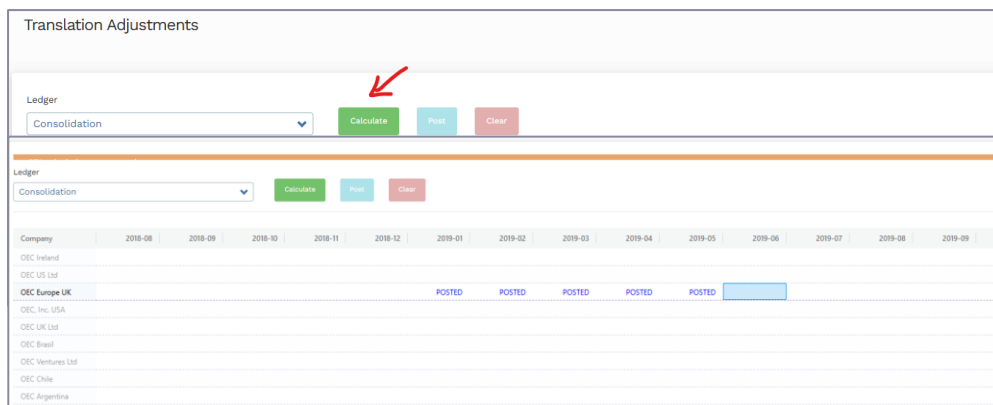 Translation Adjustments
Ledger
Consolidation Calculate Post Clear
Ledger
Consolidation Calculate Post Clear
Company 2018-08 2018-09 2018-10 2018-11 2018-12 2019-01 2019-02 2019-03 2019-04 2019-05 2019-06 2019-07 2019-08 2019-09
OEC Ireland
OEC US Ltd
OEC Europe UK POSTED POSTED POSTED POSTED POSTED
OEC, Inc. USA
OEC UK Ltd
OEC Brasil
OEC Ventures Ltd
OEC Chile
OEC Argentina